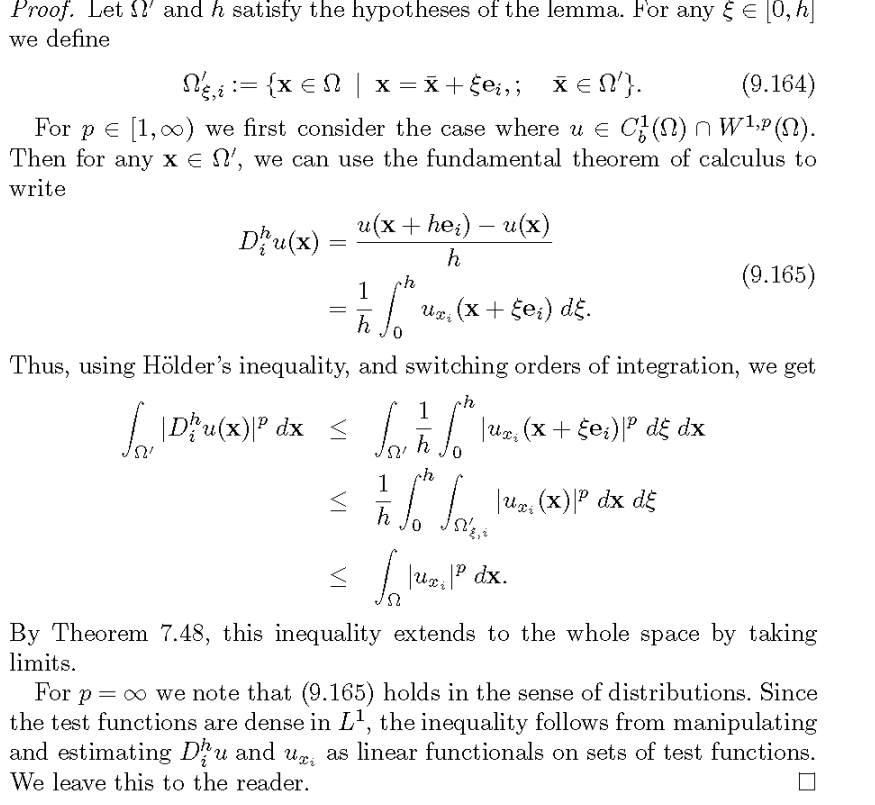 Proof. Let Ω′ and h satisfy the hypotheses of the lemma. For any ξ ∈ [0, h]
we define
Ω′_{ξ,i} := {x ∈ Ω | x = x̄ + ξe_i, ; x̄ ∈ Ω′}. (9.164)
For p ∈ [1, ∞) we first consider the case where u ∈ C_b^1(Ω) ∩ W^{1,p}(Ω).
Then for any x ∈ Ω′, we can use the fundamental theorem of calculus to
write
D_i^h u(x) = \frac{u(x + he_i) − u(x)}{h}
= \frac{1}{h} ∫_0^h u_{x_i}(x + ξe_i) dξ. (9.165)
Thus, using Hölder's inequality, and switching orders of integration, we get
∫_{Ω′} |D_i^h u(x)|^p dx ≤ ∫_{Ω′} \frac{1}{h} ∫_0^h |u_{x_i}(x + ξe_i)|^p dξ dx
≤ \frac{1}{h} ∫_0^h ∫_{Ω′_{ξ,i}} |u_{x_i}(x)|^p dx dξ
≤ ∫_Ω |u_{x_i}|^p dx.
By Theorem 7.48, this inequality extends to the whole space by taking
limits.
For p = ∞ we note that (9.165) holds in the sense of distributions. Since
the test functions are dense in L^1, the inequality follows from manipulating
and estimating D_i^h u and u_{x_i} as linear functionals on sets of test functions.
We leave this to the reader. □